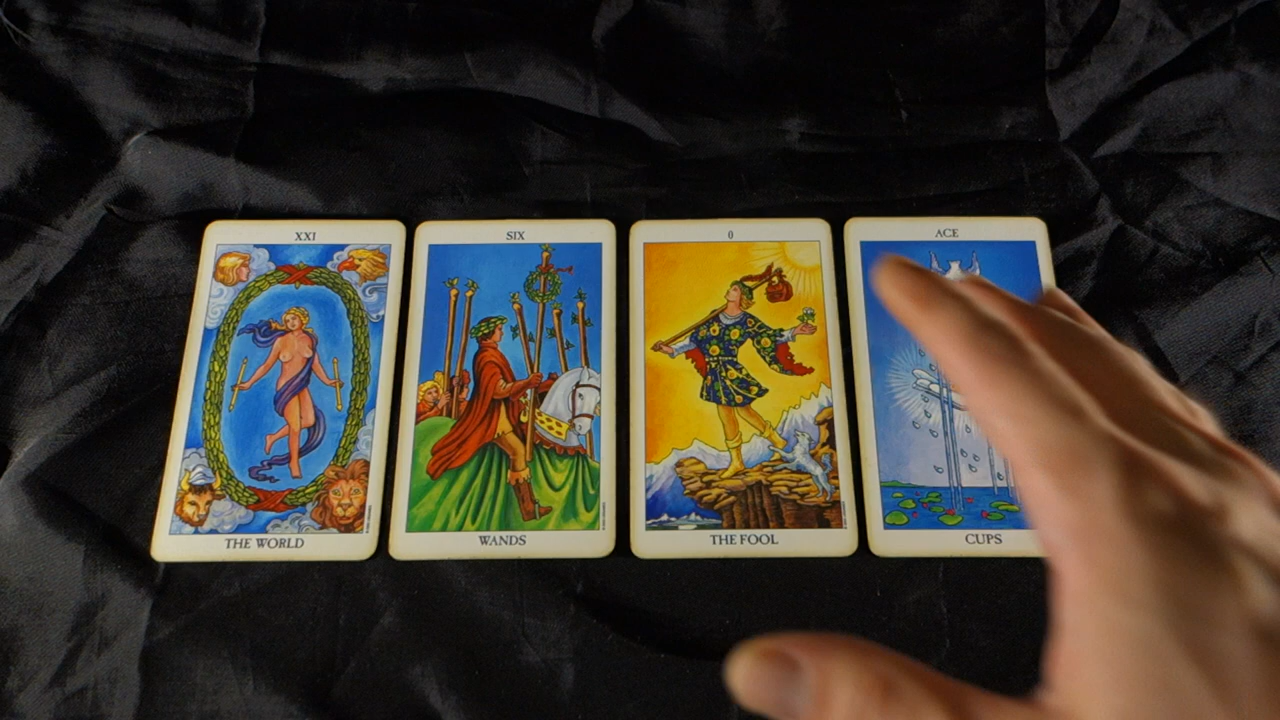 XXI
THE WORLD
SIX
WANDS
0
THE FOOL
ACE
CUPS